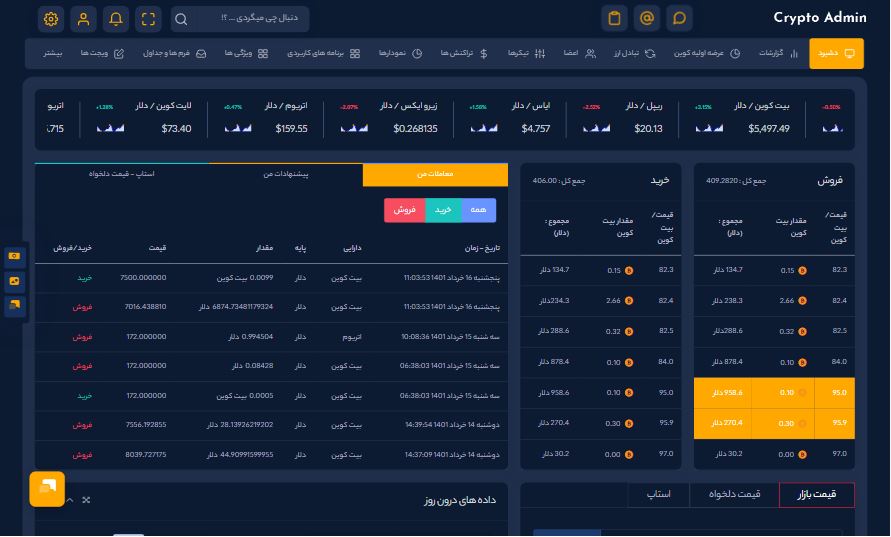 Crypto Admin
دنبال چی میگردی ... ؟!
داشبورد
گزارشات
عرضه اولیه کوین
تبادل ارز
اعضا
تیکرها
تراکنش ها
نمودارها
برنامه های کاربردی
ویژگی ها
فرم ها و جداول
ویجت ها
بیشتر
-0.50%
بیت کوین / دلار +3.15%
$5,497.49
ریپل / دلار -2.52%
$20.13
ایاس / دلار +1.56%
$4.757
زیرو ایکس / دلار -2.07%
$0.268135
اتریوم / دلار +0.47%
$159.55
لایت کوین / دلار +1.28%
$73.40
اتریو
فروش
جمع کل : 409.2820
قیمت/بیت کوین مقدار بیت کوین مجموع : (دلار)
82.3 0.15 134.7 دلار
82.4 2.66 238.3 دلار
82.5 0.32 288.6دلار
84.0 0.10 878.4 دلار
95.0 0.10 958.6 دلار
95.9 0.30 270.4 دلار
97.0 0.00 30.2 دلار
خرید
جمع کل : 406.00
قیمت/بیت کوین مقدار بیت کوین مجموع : (دلار)
82.3 0.15 134.7 دلار
82.4 2.66 234.3دلار
82.5 0.32 288.6 دلار
84.0 0.10 878.4 دلار
95.0 0.10 958.6 دلار
95.9 0.30 270.4 دلار
97.0 0.00 30.2 دلار
معاملات من
پیشنهادات من
استاپ - قیمت دلخواه
همه خرید فروش
تاریخ - زمان دارایی پایه مقدار قیمت خرید/فروش
پنجشنبه 16 خرداد 1401 11:03:53 بیت کوین دلار 0.0099 بیت کوین 7500.000000 خرید
پنجشنبه 16 خرداد 1401 11:03:53 بیت کوین دلار 6874.73481179324 دلار 7016.438810 فروش
سه شنبه 15 خرداد 1401 10:08:36 اتریوم دلار 0.994504 دلار 172.000000 فروش
سه شنبه 15 خرداد 1401 06:38:03 بیت کوین دلار 0.08428 دلار 172.000000 فروش
سه شنبه 15 خرداد 1401 06:38:03 بیت کوین دلار 0.0005 بیت کوین 172.000000 خرید
دوشنبه 14 خرداد 1401 14:39:54 بیت کوین دلار 28.13926219202 دلار 7556.192855 فروش
دوشنبه 14 خرداد 1401 14:37:09 بیت کوین دلار 44.9099159​9955 دلار 8039.727175 فروش
قیمت بازار
قیمت دلخواه
استاپ
داده های درون روز